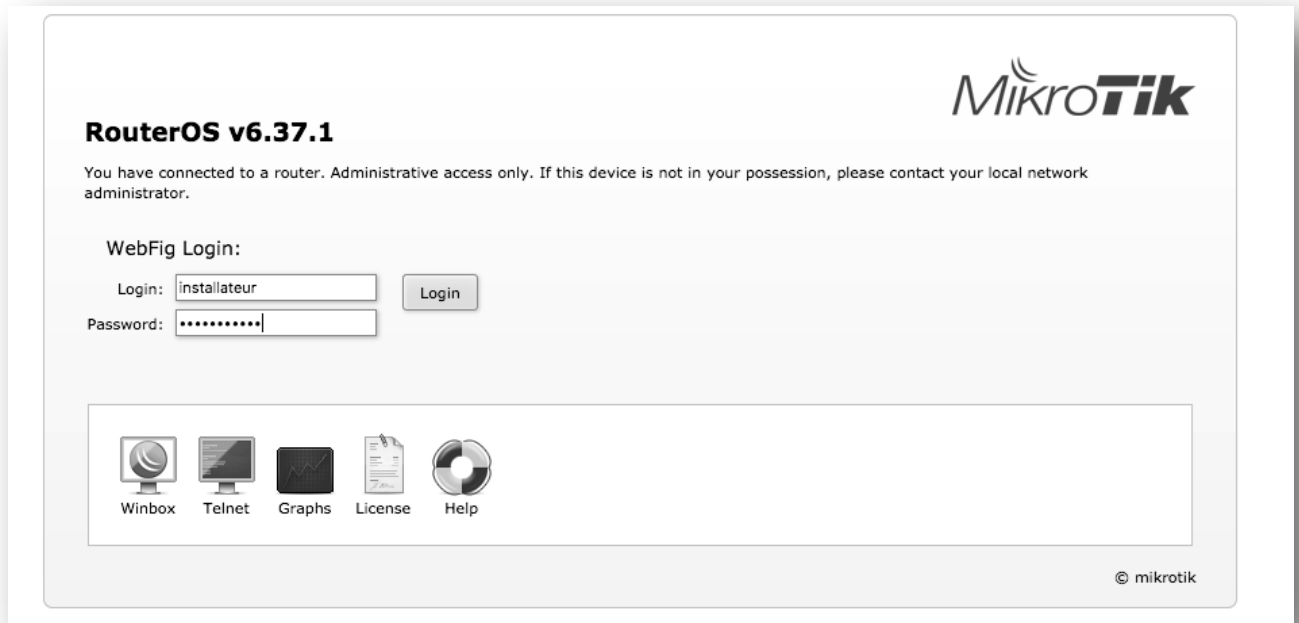 MikroTik
RouterOS v6.37.1
You have connected to a router. Administrative access only. If this device is not in your possession, please contact your local network
administrator.
WebFig Login:
Login: installateur Login
Password: •••••••••••
Winbox Telnet Graphs License Help
© mikrotik